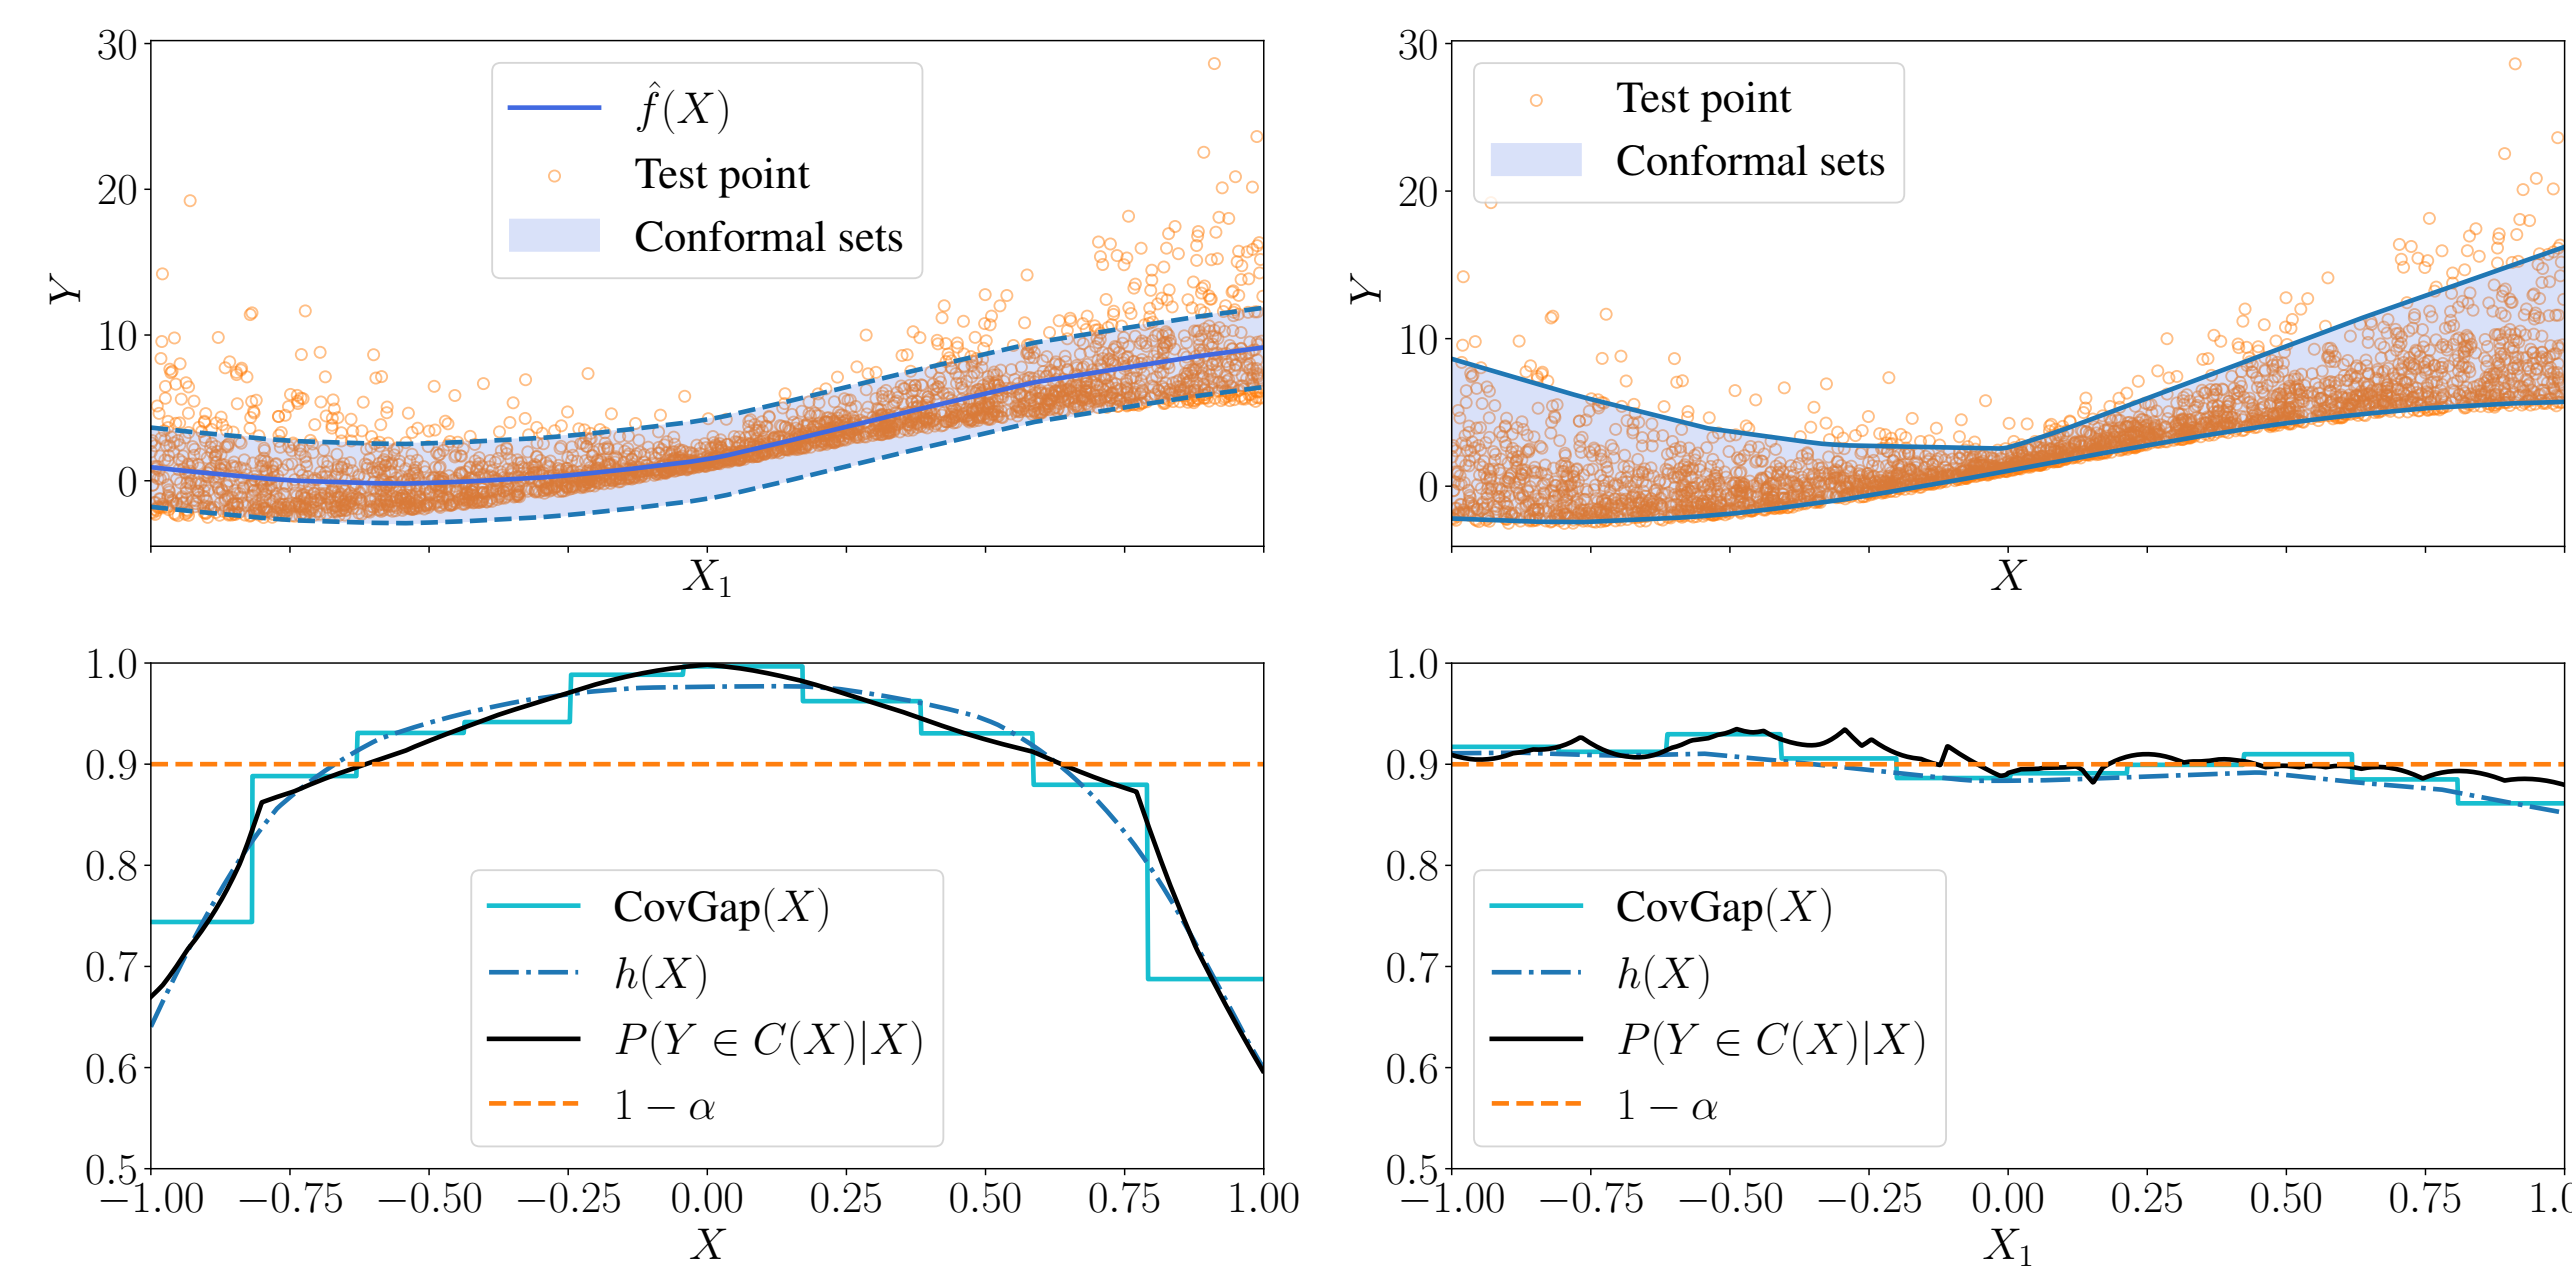 30
20
10
0
Y
f̂(X)
Test point
Conformal sets
X₁
30
20
10
0
Y
Test point
Conformal sets
X
1.0
0.9
0.8
0.7
0.6
0.5
CovGap(X)
h(X)
P(Y ∈ C(X)|X)
1 − α
−1.00 −0.75 −0.50 −0.25 0.00 0.25 0.50 0.75 1.00
X
1.0
0.9
0.8
0.7
0.6
0.5
CovGap(X)
h(X)
P(Y ∈ C(X)|X)
1 − α
−1.00 −0.75 −0.50 −0.25 0.00 0.25 0.50 0.75
X₁